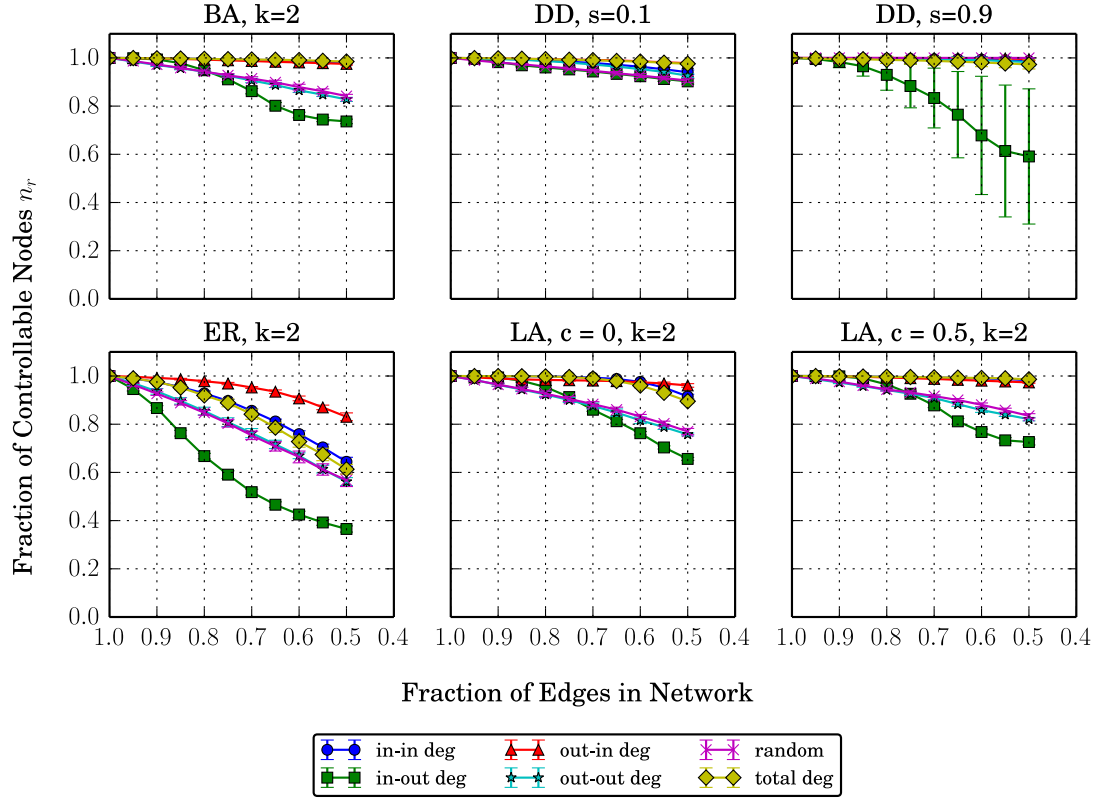 BA, k=2
DD, s=0.1
DD, s=0.9
1.0
0.8
0.6
0.4
0.2
0.0
Fraction of Controllable Nodes n_r
ER, k=2
LA, c = 0, k=2
LA, c = 0.5, k=2
1.0
0.8
0.6
0.4
0.2
0.0
1.0 0.9 0.8 0.7 0.6 0.5 0.4
1.0 0.9 0.8 0.7 0.6 0.5 0.4
1.0 0.9 0.8 0.7 0.6 0.5 0.4
Fraction of Edges in Network
in-in deg
out-in deg
random
in-out deg
out-out deg
total deg